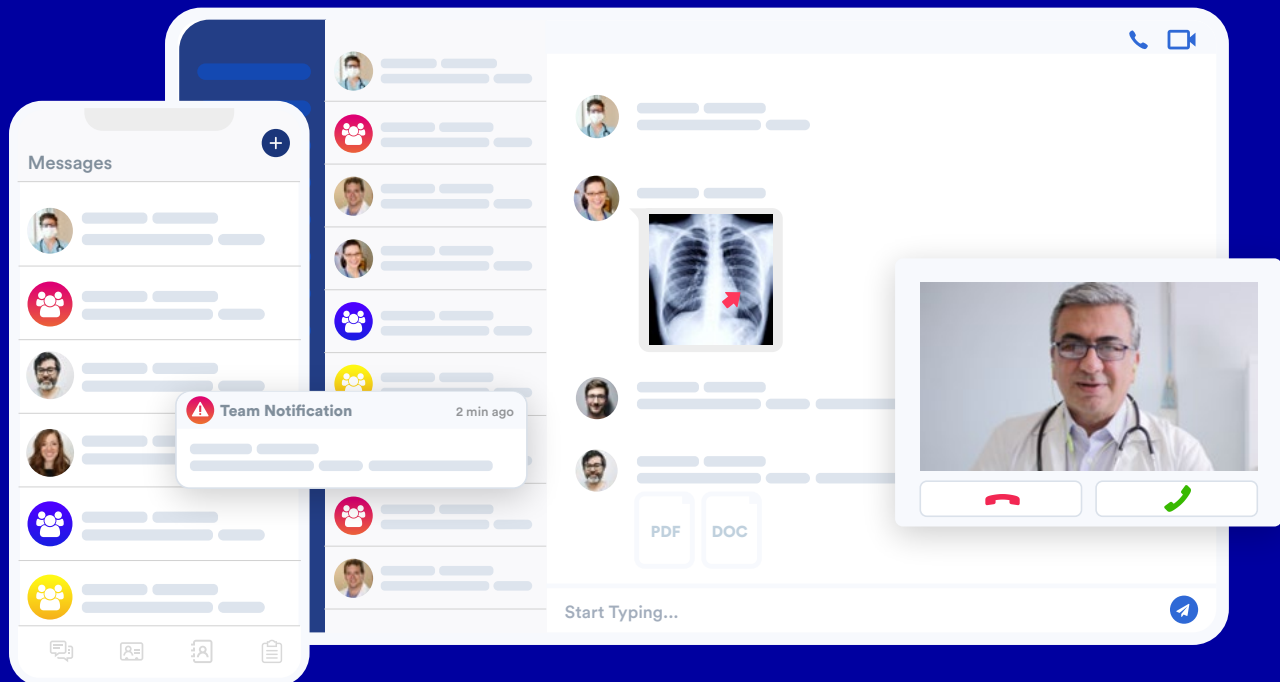 Messages
Team Notification
2 min ago
PDF
DOC
Start Typing...